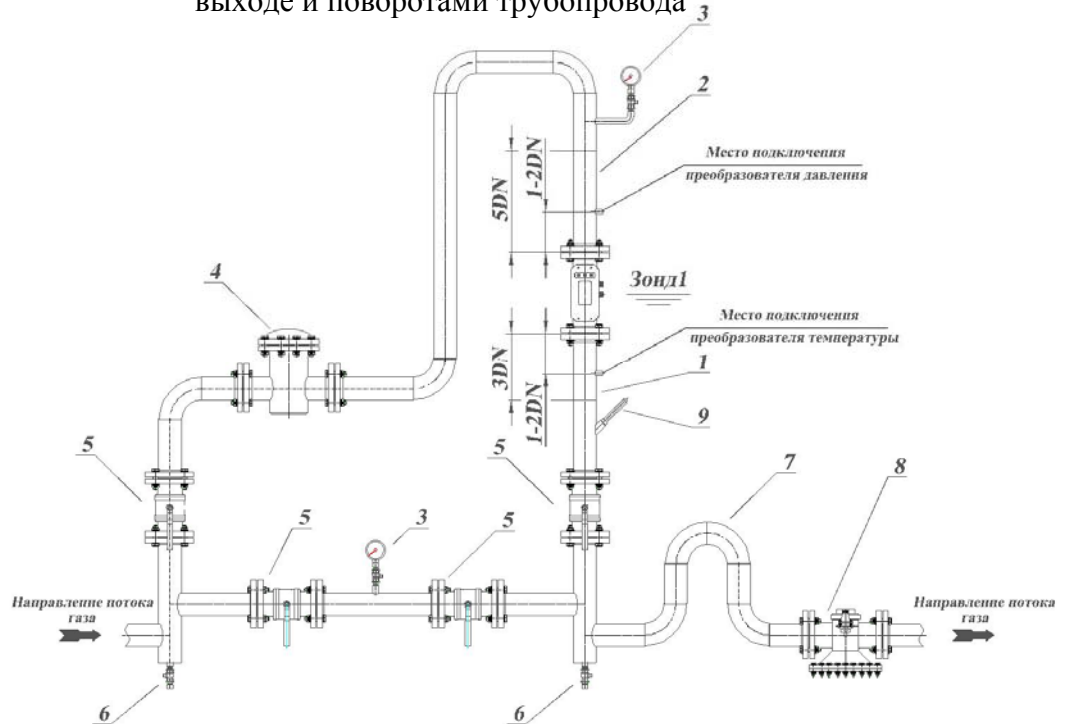 выходе и поворотами трубопровода
3
2
Место подключения
преобразователя давления
1-2DN
5DN
4
Зонд1
Место подключения
преобразователя температуры
3DN
1
1-2DN
9
5
5
7
8
5
3
5
Направление потока
газа
Направление потока
газа
6
6